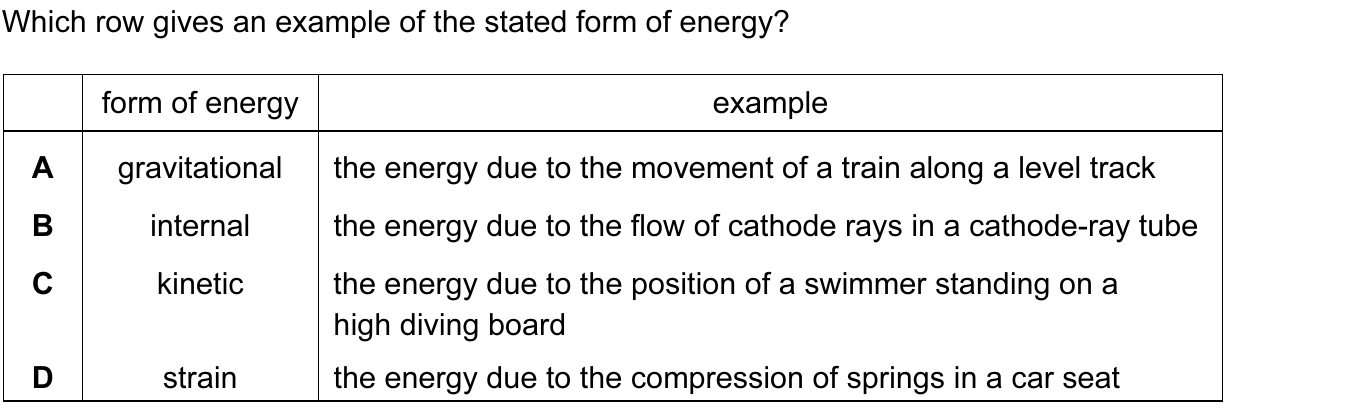 Which row gives an example of the stated form of energy?
form of energy example
A gravitational the energy due to the movement of a train along a level track
B internal the energy due to the flow of cathode rays in a cathode-ray tube
C kinetic the energy due to the position of a swimmer standing on a
high diving board
D strain the energy due to the compression of springs in a car seat